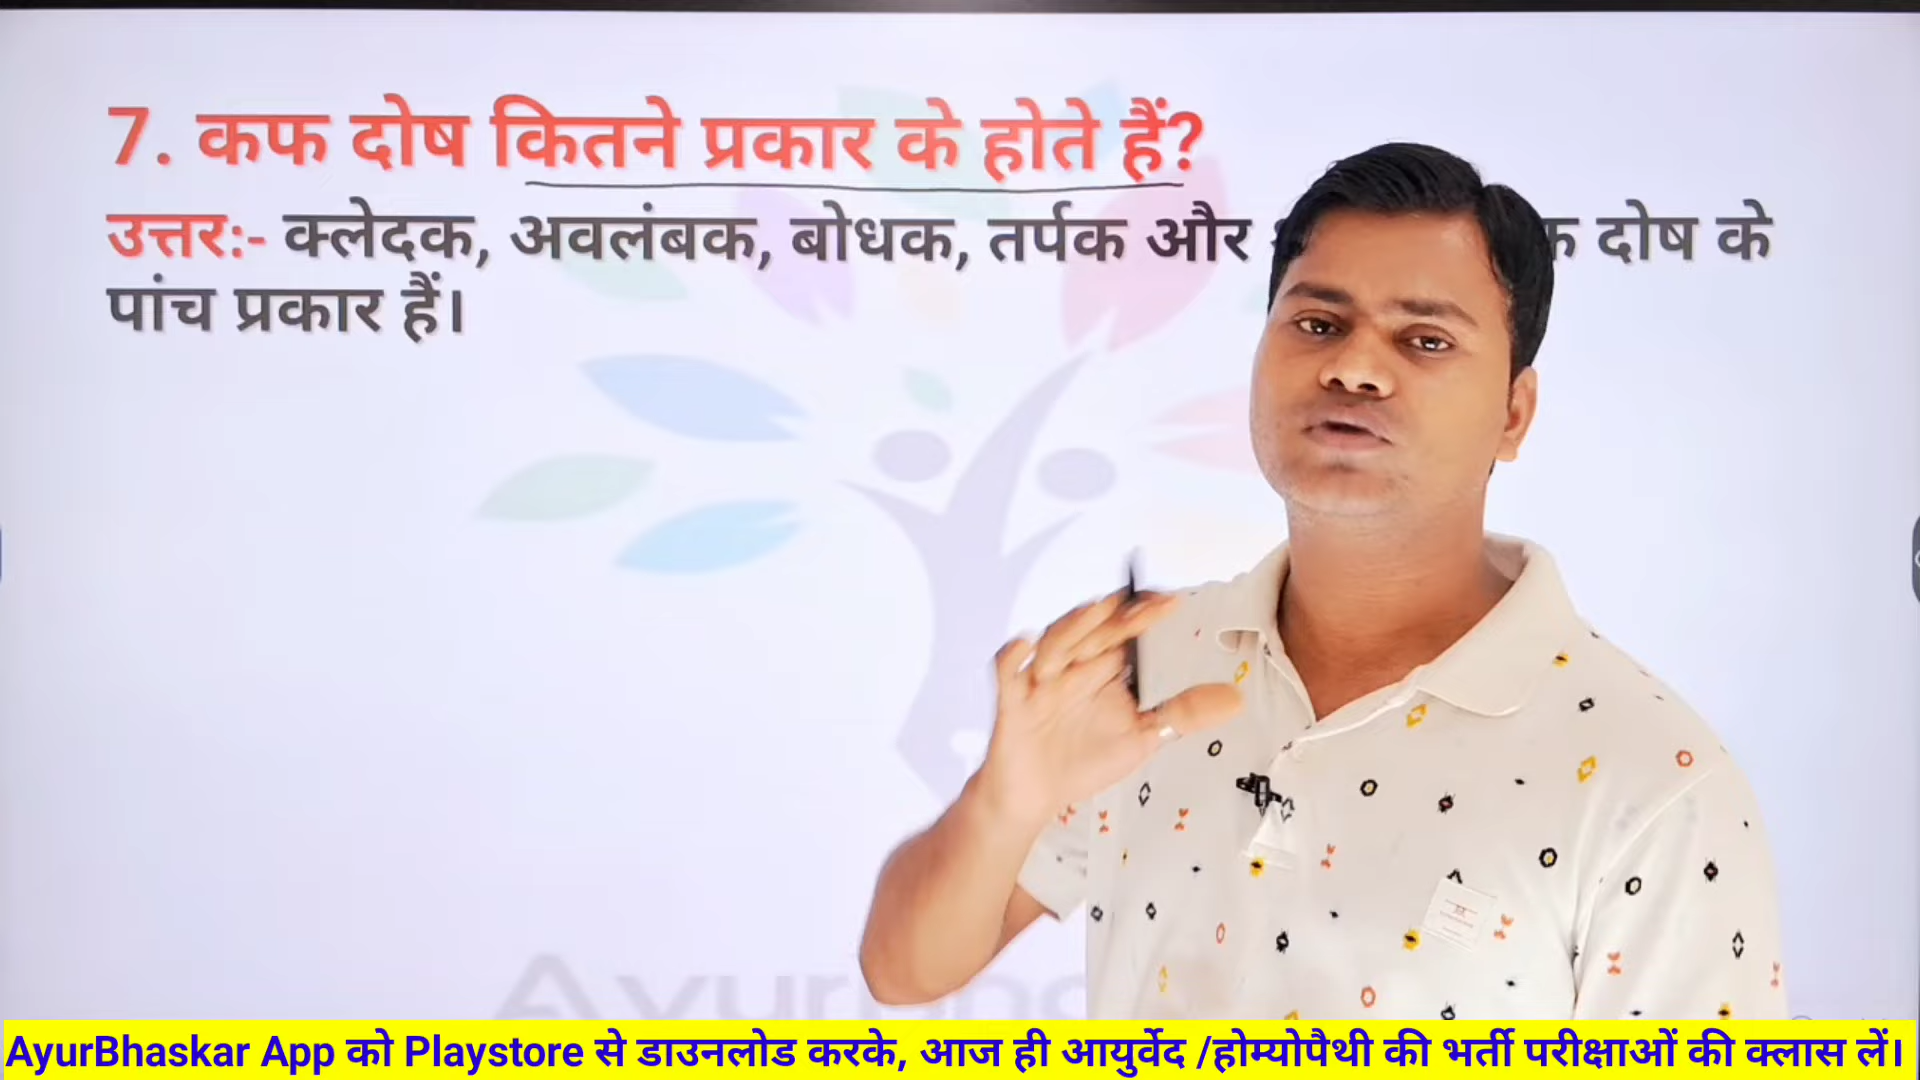 7. कफ दोष कितने प्रकार के होते हैं?
उत्तर:- क्लेदक, अवलंबक, बोधक, तर्पक और दोष के
पांच प्रकार हैं।
AyurBhaskar App को Playstore से डाउनलोड करके, आज ही आयुर्वेद /होम्योपैथी की भर्ती परीक्षाओं की क्लास लें।